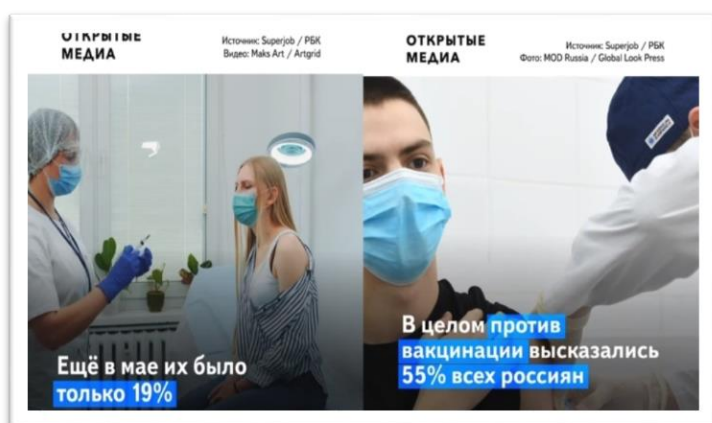 ОТКРЫТЫЕ
МЕДИА
Источник: Superjob / РБК
Видео: Maks Art / Artgrid
Ещё в мае их было
только 19%
ОТКРЫТЫЕ
МЕДИА
Источник: Superjob / РБК
Фото: MOD Russia / Global Look Press
В целом против
вакцинации высказались
55% всех россиян